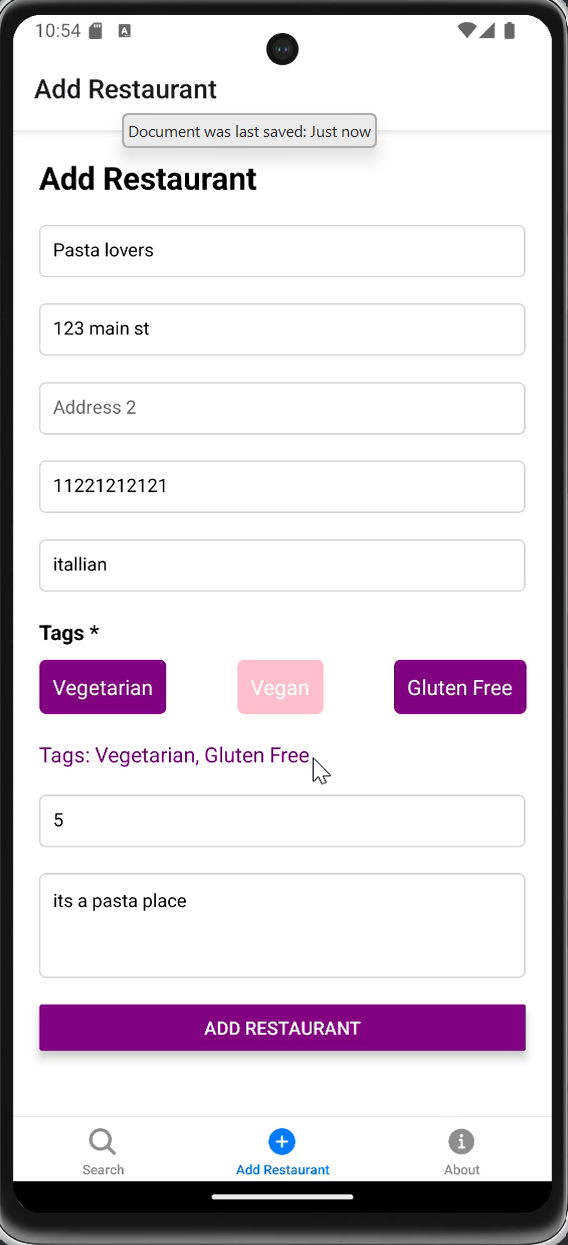 10:54
Add Restaurant
Document was last saved: Just now
Add Restaurant
Pasta lovers
123 main st
Address 2
11221212121
itallian
Tags *
Vegetarian Vegan Gluten Free
Tags: Vegetarian, Gluten Free
5
its a pasta place
ADD RESTAURANT
Search Add Restaurant About